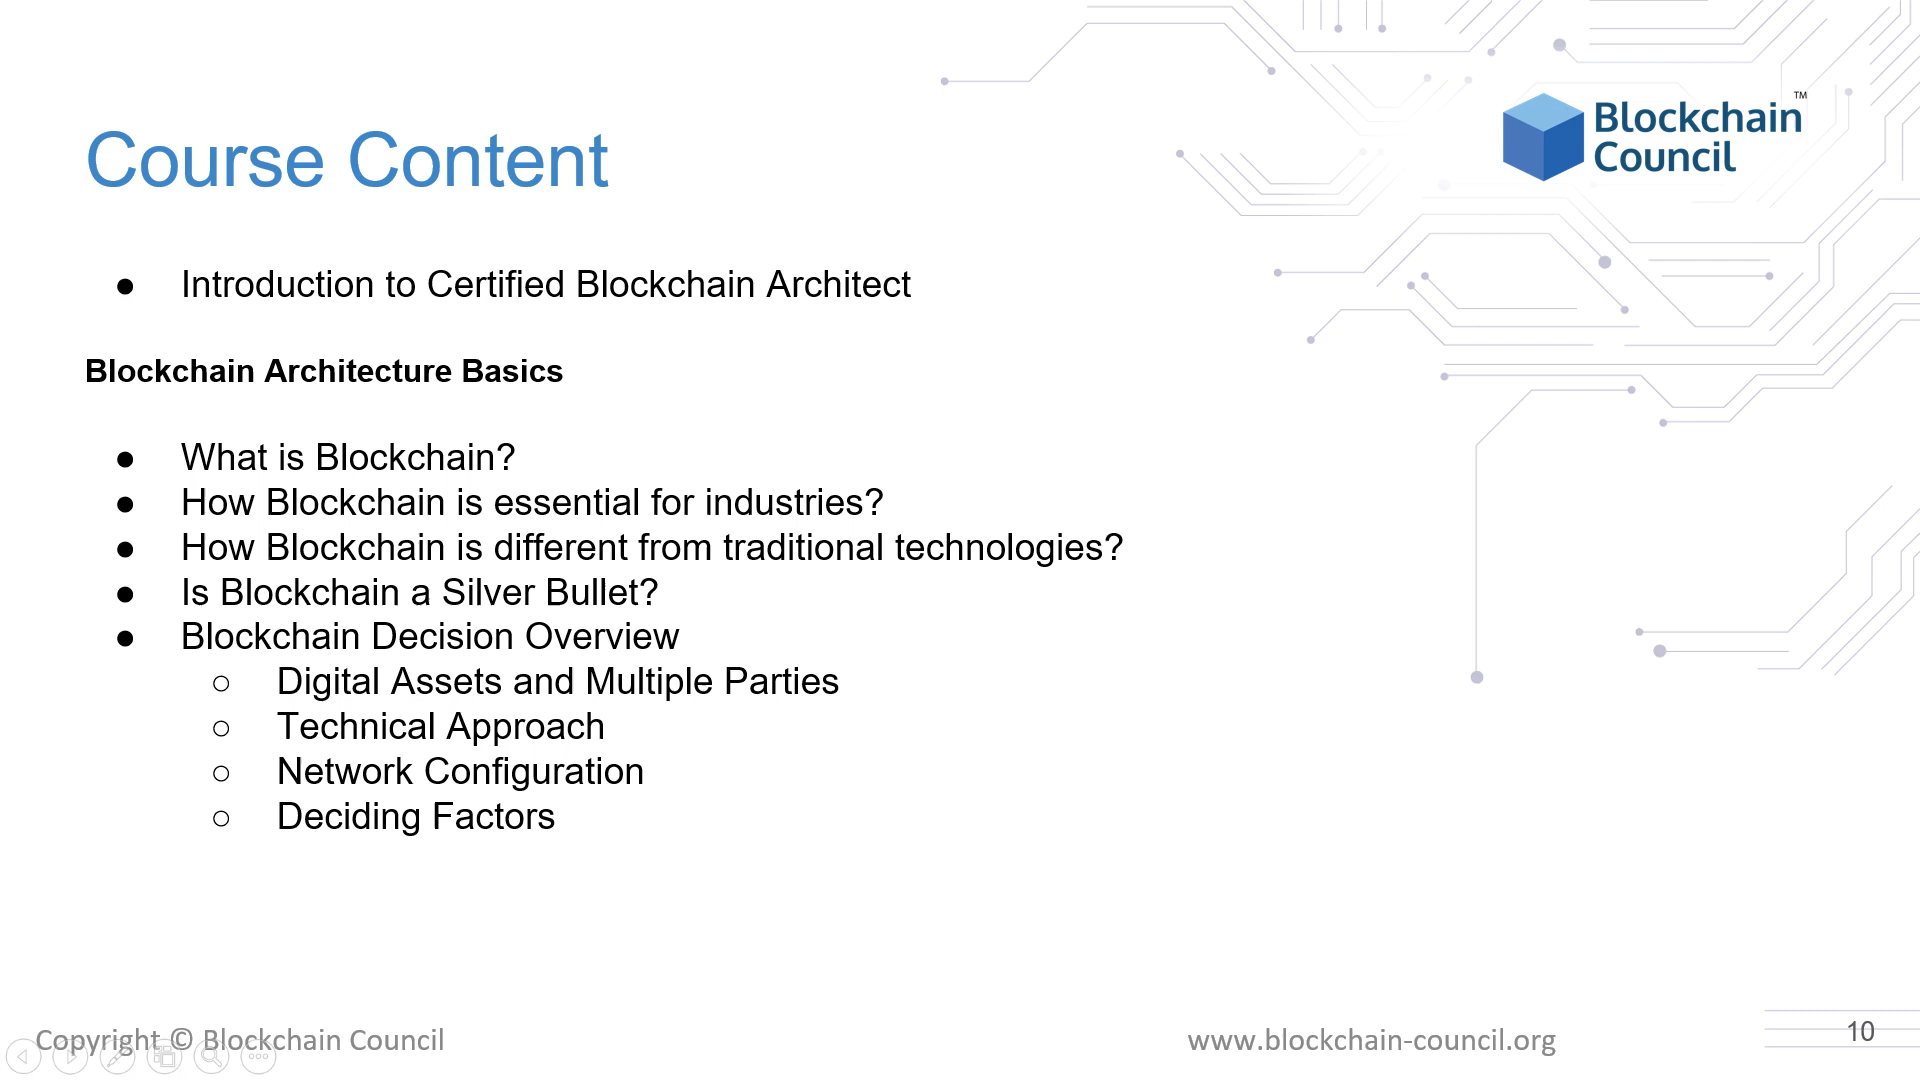 Blockchain™
Council
Course Content
● Introduction to Certified Blockchain Architect
Blockchain Architecture Basics
● What is Blockchain?
● How Blockchain is essential for industries?
● How Blockchain is different from traditional technologies?
● Is Blockchain a Silver Bullet?
● Blockchain Decision Overview
○ Digital Assets and Multiple Parties
○ Technical Approach
○ Network Configuration
○ Deciding Factors
Copyright © Blockchain Council
www.blockchain-council.org
10